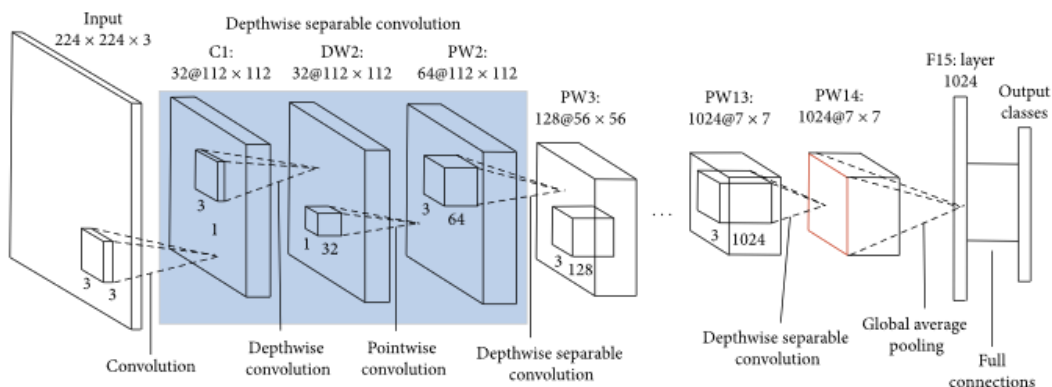 Input
224 × 224 × 3
Depthwise separable convolution
C1:
32@112 × 112
DW2:
32@112 × 112
PW2:
64@112 × 112
PW3:
128@56 × 56
PW13:
1024@7 × 7
PW14:
1024@7 × 7
F15: layer
1024
Output
classes
3
3
3
1
1
32
3
64
3
128
...
3
1024
Convolution
Depthwise
convolution
Pointwise
convolution
Depthwise separable
convolution
Depthwise separable
convolution
Global average
pooling
Full
connections